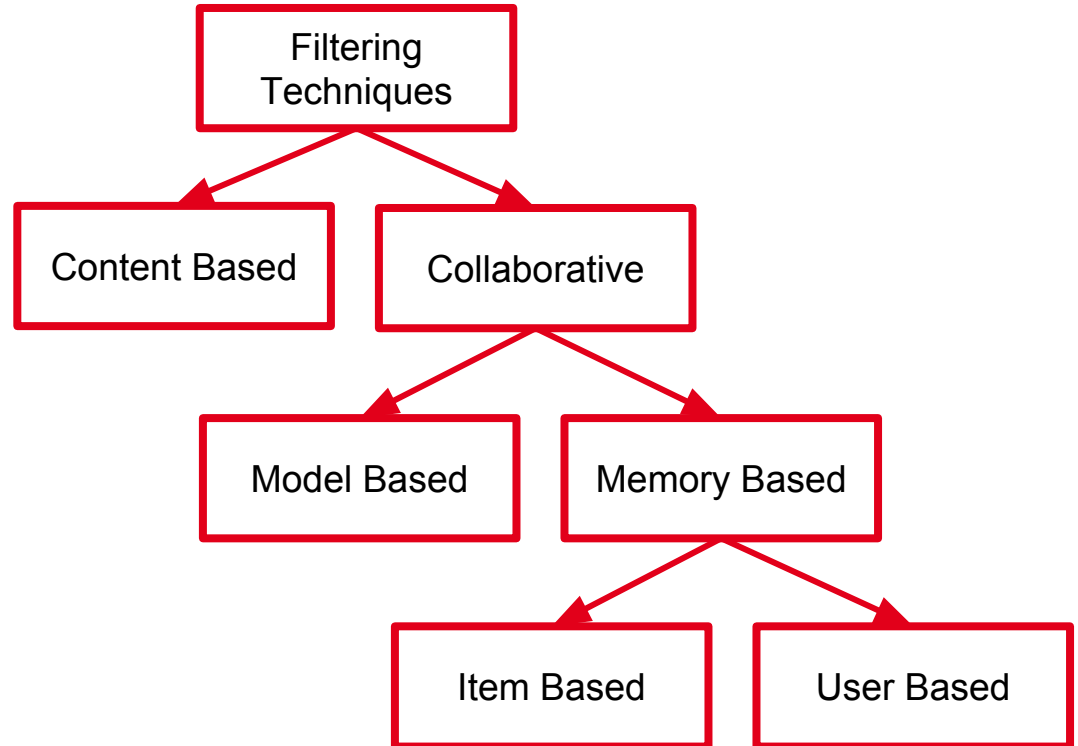 Filtering
Techniques
Content Based
Collaborative
Model Based
Memory Based
Item Based
User Based